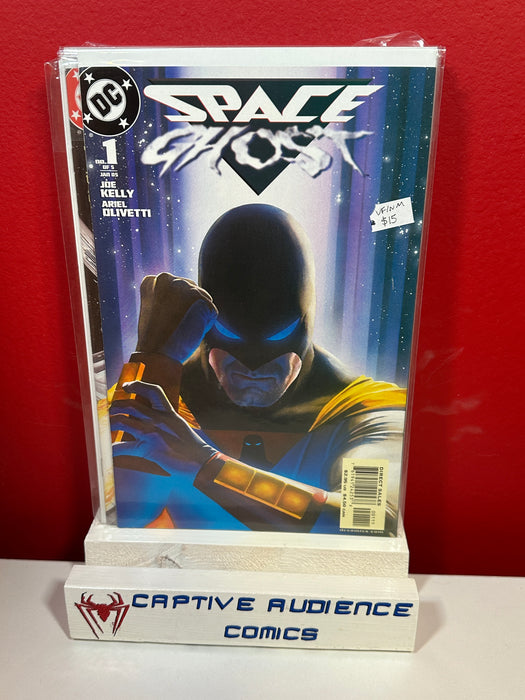 DC
SPACE
GHOST
NO. 1
OF 5
JAN 05
JOE
KELLY
ARIEL
OLIVETTI
VF/NM
$15
DIRECT SALES
CAPTIVE AUDIENCE
COMICS